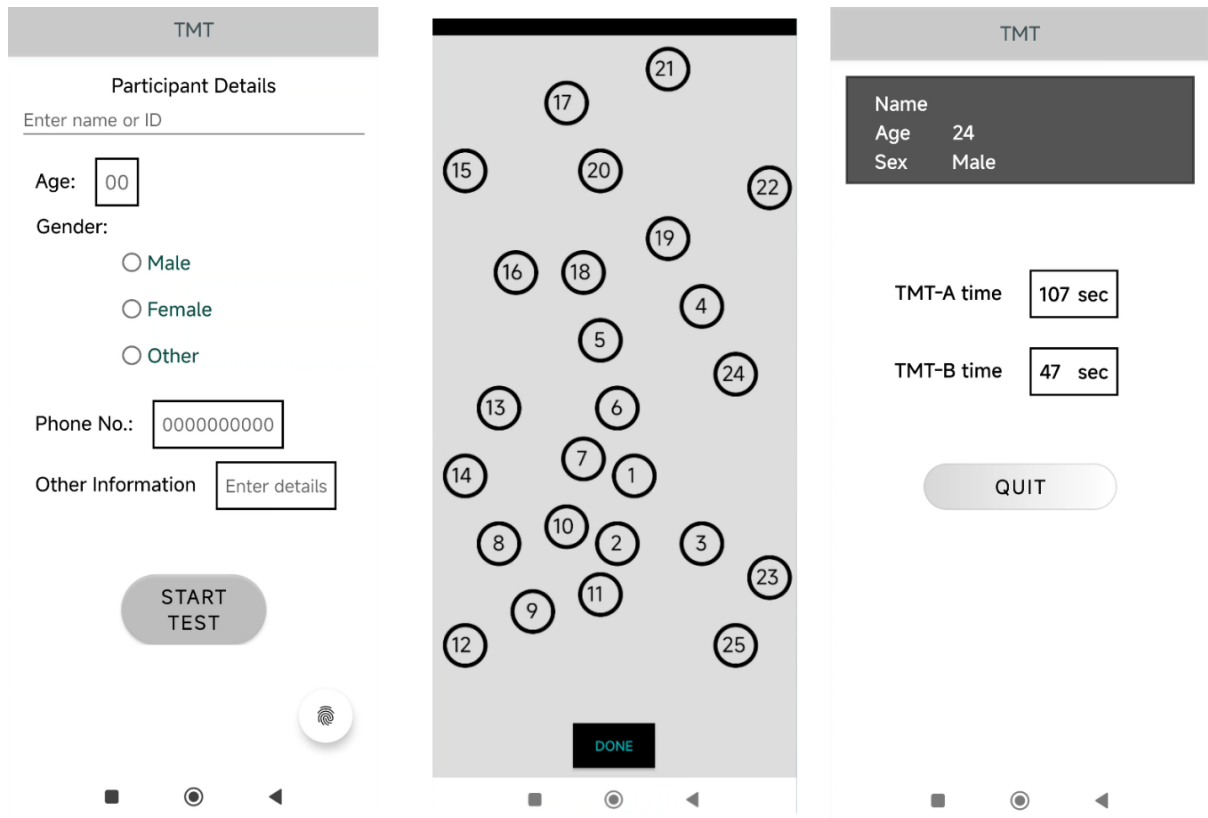 TMT
Participant Details
Enter name or ID
Age: 00
Gender:
Male
Female
Other
Phone No.: 0000000000
Other Information Enter details
START
TEST
21
17
15
20
22
19
16
18
4
5
24
13
6
7
14
1
10
8
2
3
23
11
9
12
25
DONE
TMT
Name
Age 24
Sex Male
TMT-A time 107 sec
TMT-B time 47 sec
QUIT